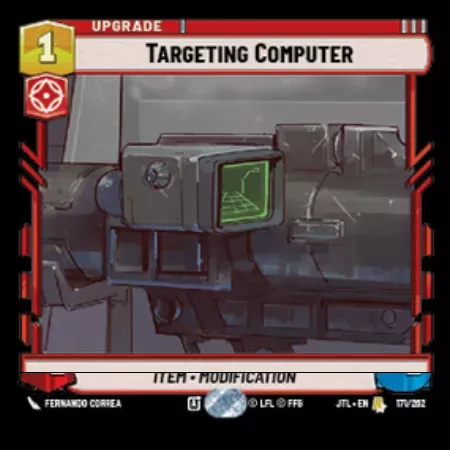 UPGRADE
1
TARGETING COMPUTER
ITEM • MODIFICATION
FERNANDO CORREA
A
© LFL © FFG
JTL • EN
171/262